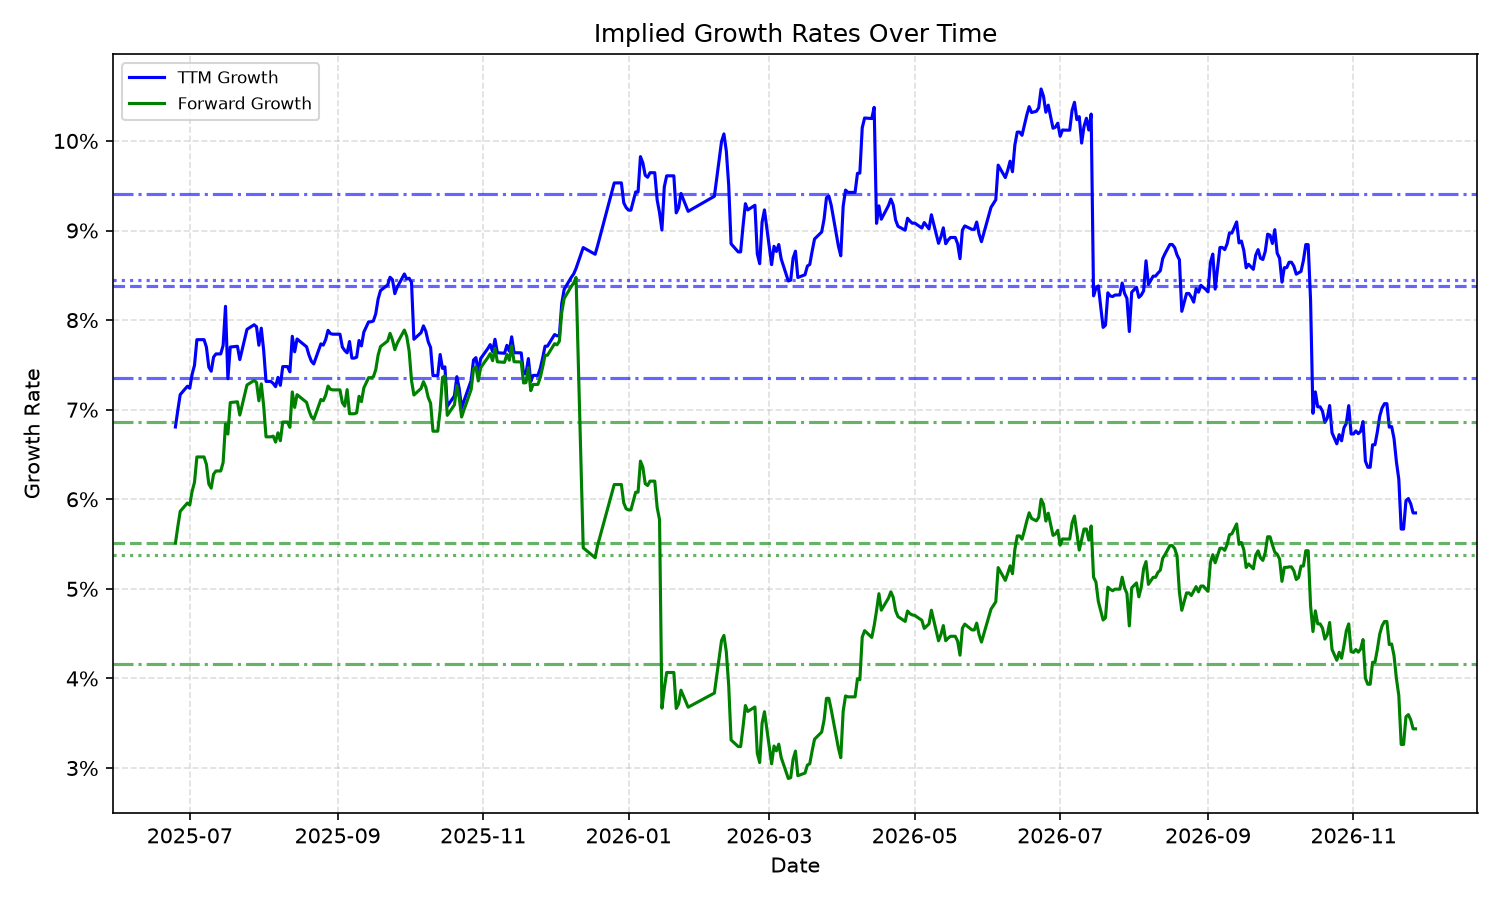 Implied Growth Rates Over Time
TTM Growth
Forward Growth
10%
9%
8%
7%
6%
5%
4%
3%
Growth Rate
2025-07 2025-09 2025-11 2026-01 2026-03 2026-05 2026-07 2026-09 2026-11
Date